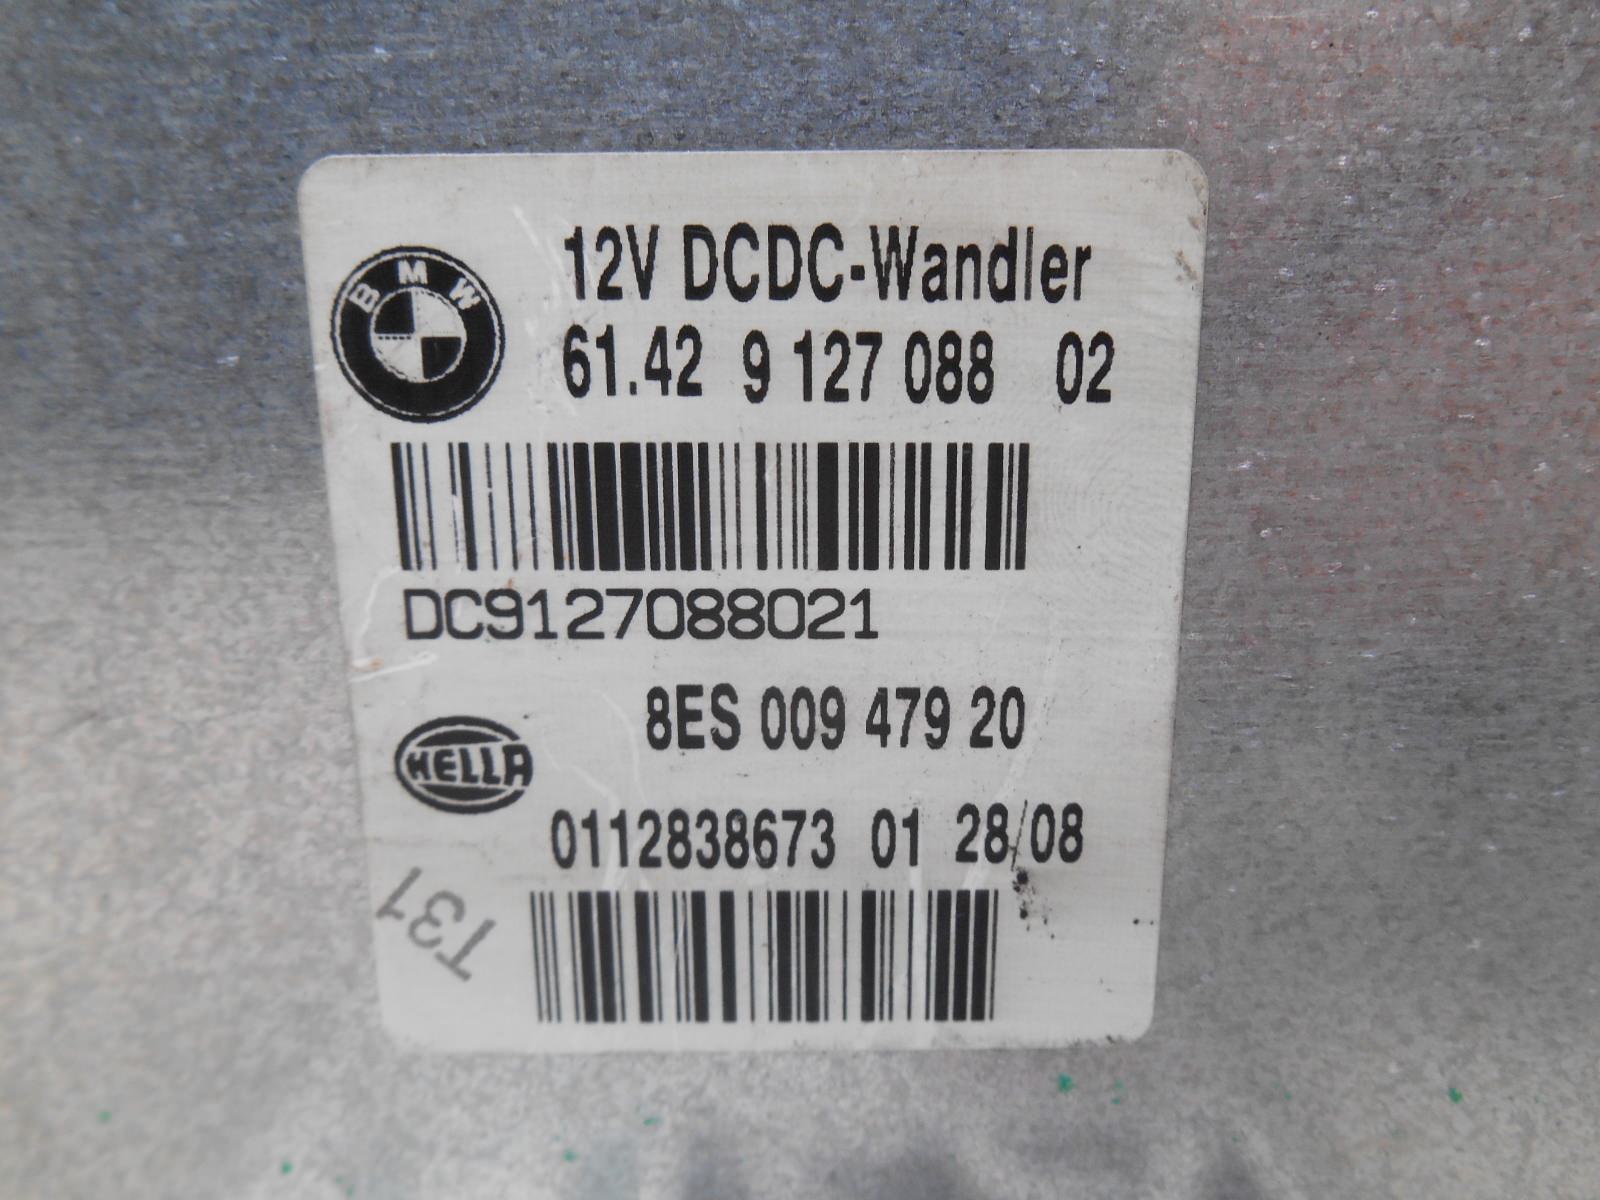 BMW
12V DCDC-Wandler
61.42 9 127 088 02
DC9127088021
8ES 009 479 20
HELLA
0112838673 01 28/08
T31